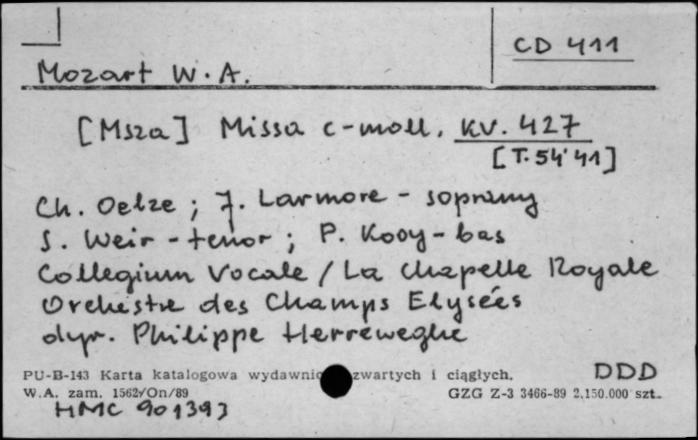 CD 411
Mozart W. A.
[Msza] Missa c-moll. KV. 427
[T. 54'41]
Ch. Oelze ; J. Larmore - soprany
S. Weir - tenor ; P. Kooy - bas
Collegium Vocale / La Chapelle Royale
Orchestre des Champs Elysées
dyr. Philippe Herreweghe
PU-B-143 Karta katalogowa zwartych i ciągłych. DDD
W.A. zam. 1562/On/89 GZG Z-3 3466-89 2.150.000 szt.
HMC 901393